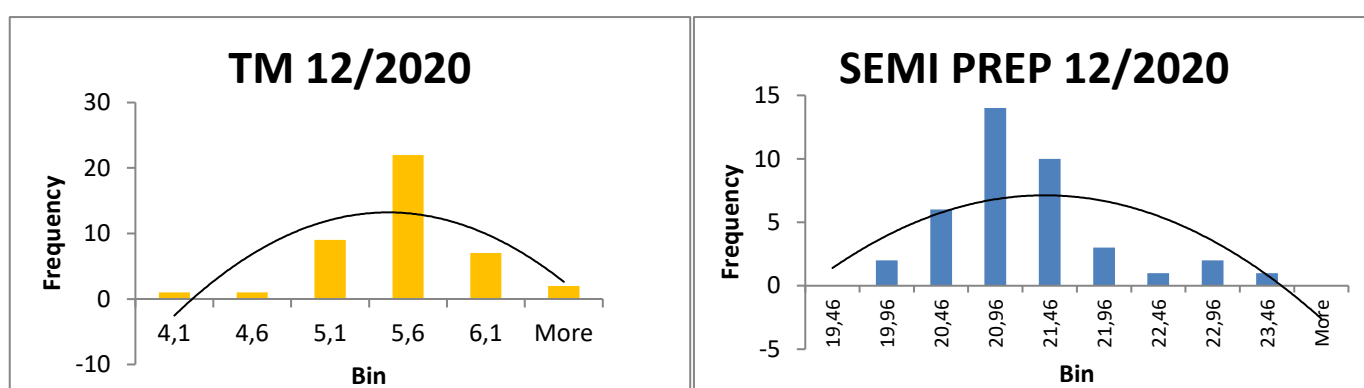 TM 12/2020
30
20
10
0
-10
Frequency
4,1 4,6 5,1 5,6 6,1 More
Bin
SEMI PREP 12/2020
15
10
5
0
-5
Frequency
19,46 19,96 20,46 20,96 21,46 21,96 22,46 22,96 23,46 More
Bin